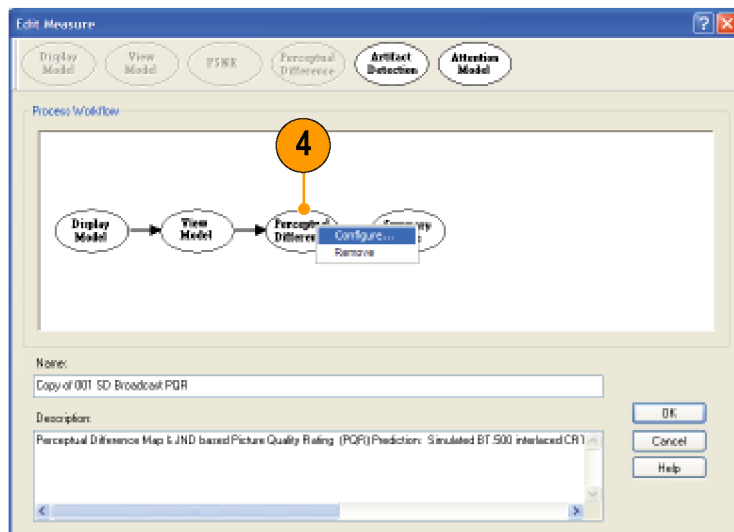 Edit Measure
Display Model
View Model
PSNR
Perceptual Difference
Artifact Detection
Attention Model
Process Workflow
4
Display Model
View Model
Perceptual
Configure...
Remove
Name:
Copy of 001 SD Broadcast PQR
Description:
Perceptual Difference Map & JND based Picture Quality Rating (PQR) Prediction: Simulated BT.500 interlaced CRT
OK
Cancel
Help